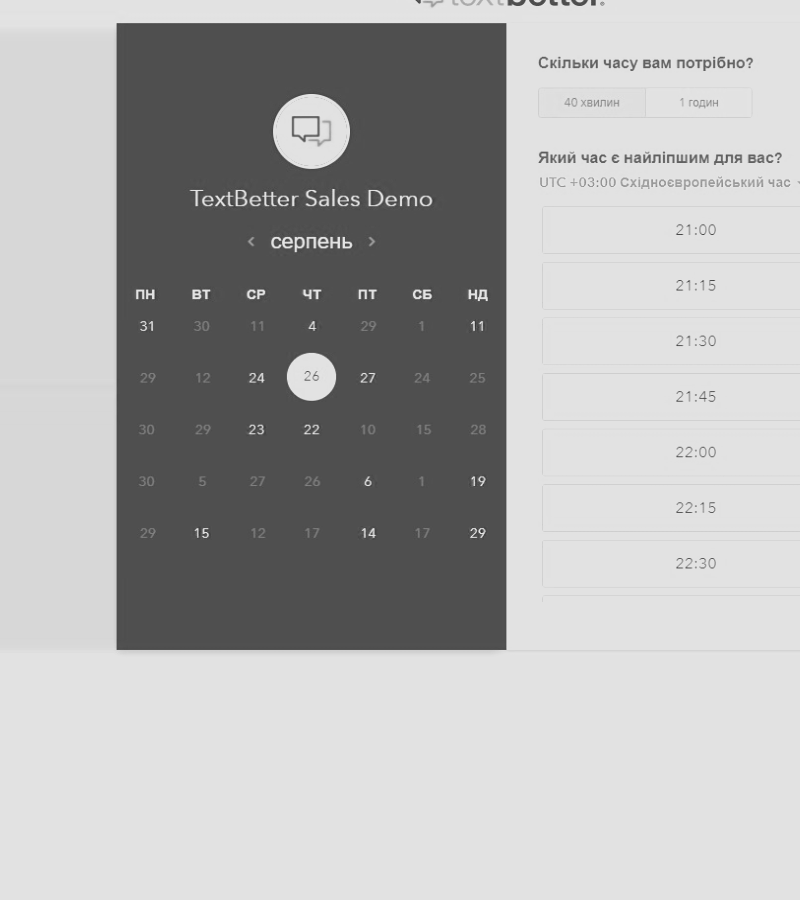 textbetter.
TextBetter Sales Demo
серпень
ПН ВТ СР ЧТ ПТ СБ НД
31 30 11 4 29 1 11
29 12 24 26 27 24 25
30 29 23 22 10 15 28
30 5 27 26 6 1 19
29 15 12 17 14 17 29
Скільки часу вам потрібно?
40 хвилин 1 годин
Який час є найліпшим для вас?
UTC +03:00 Східноєвропейський час
21:00
21:15
21:30
21:45
22:00
22:15
22:30